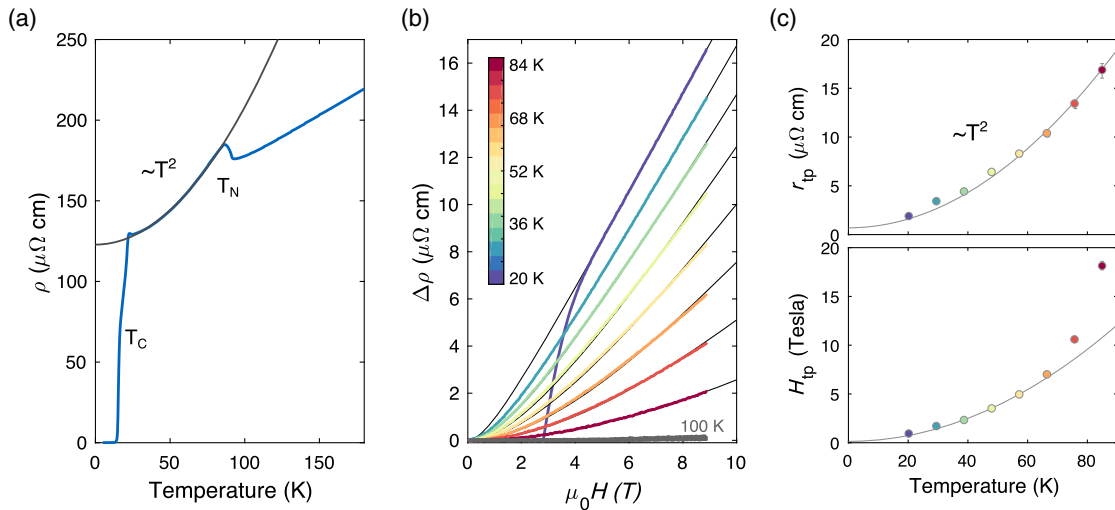 (a)
250
200
150
100
50
0
ρ (μΩ cm)
~T²
T_N
T_C
0
50
100
150
Temperature (K)
(b)
16
14
12
10
8
6
4
2
0
Δρ (μΩ cm)
84 K
68 K
52 K
36 K
20 K
100 K
0
2
4
6
8
10
μ₀H (T)
(c)
20
15
10
5
0
r_tp (μΩ cm)
~T²
20
15
10
5
0
H_tp (Tesla)
0
20
40
60
80
Temperature (K)